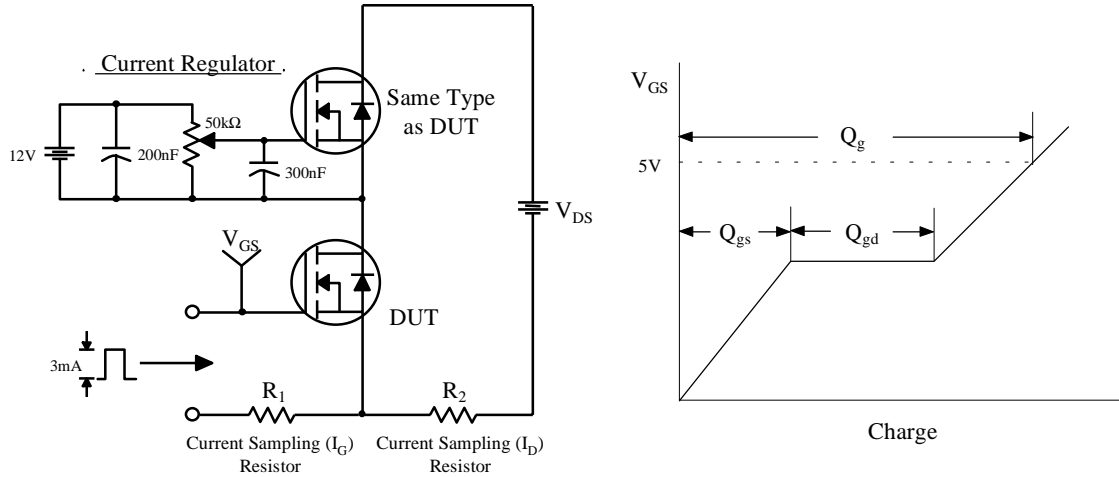 Current Regulator
12V
200nF
50kΩ
300nF
Same Type
as DUT
V_DS
V_GS
DUT
3mA
R_1
R_2
Current Sampling (I_G)
Resistor
Current Sampling (I_D)
Resistor
V_GS
Q_g
5V
Q_gs
Q_gd
Charge